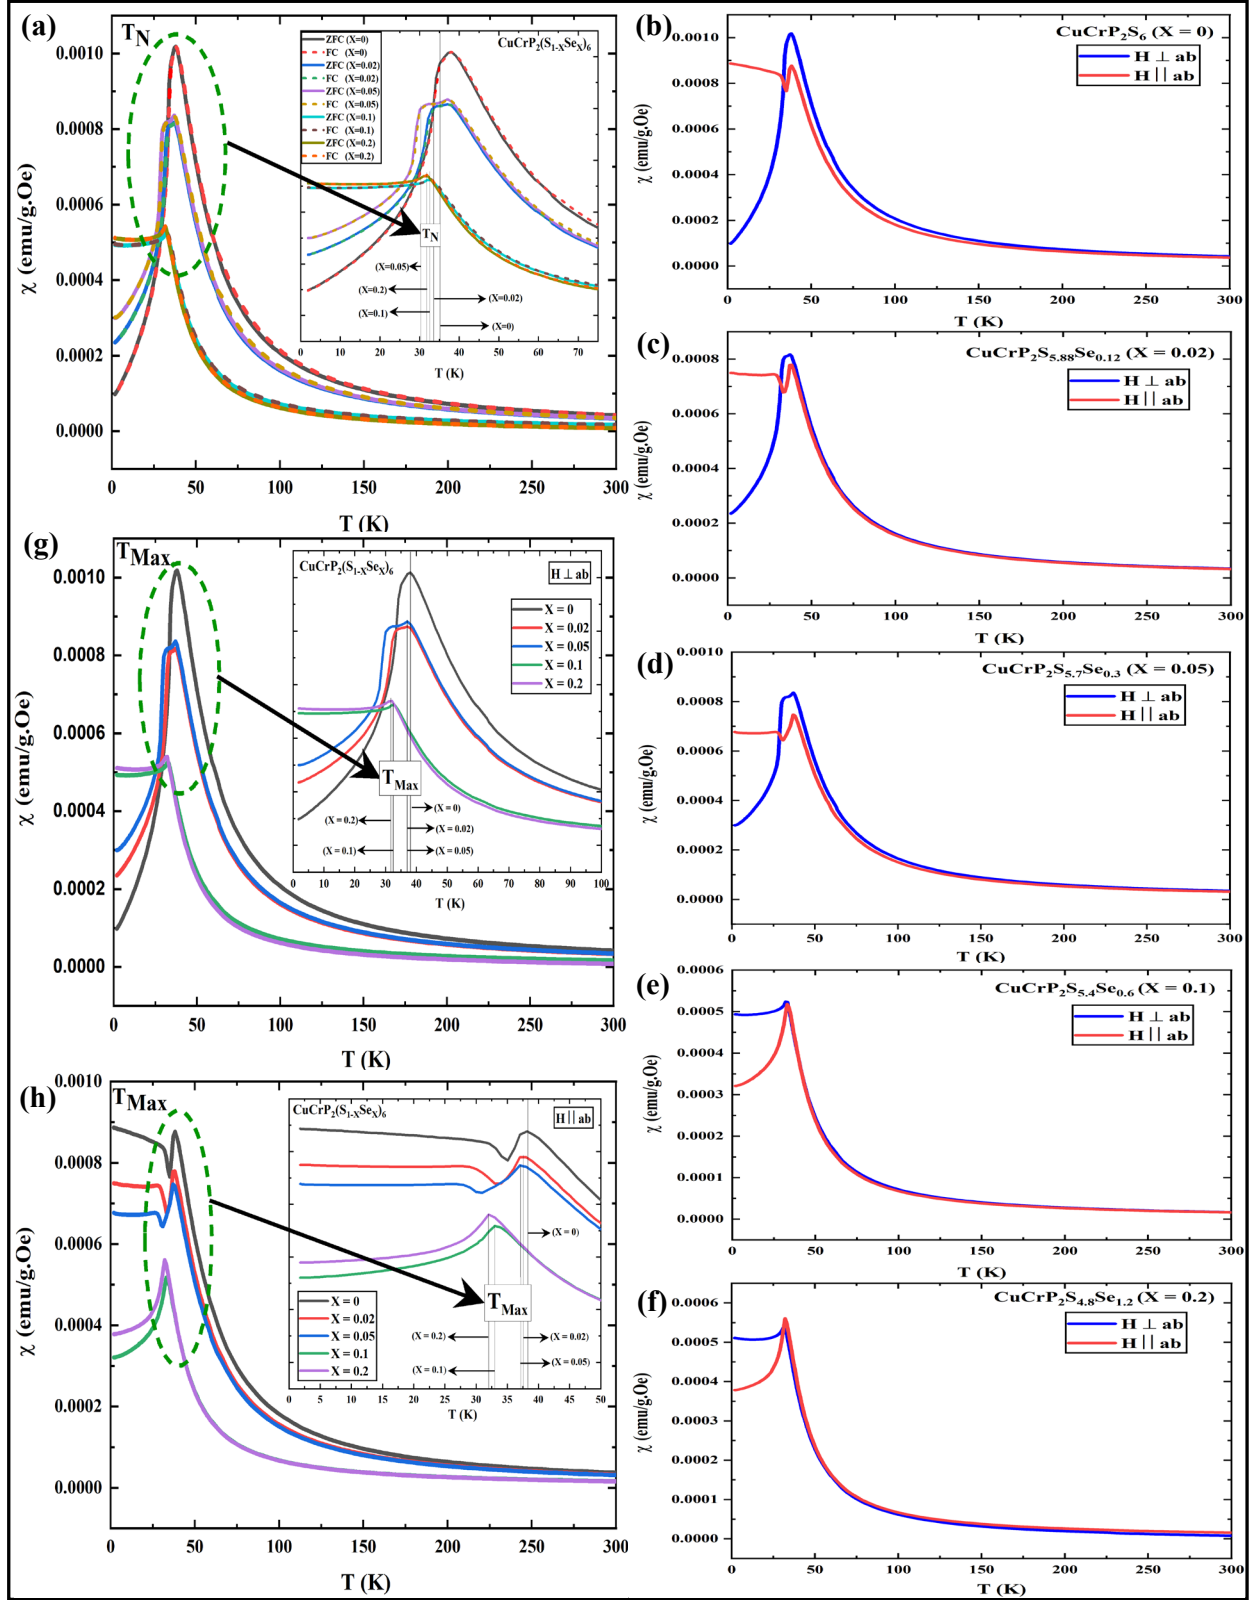 (a)
T_N
χ (emu/g.Oe)
0.0010
0.0008
0.0006
0.0004
0.0002
0.0000
0 25 50 75 100 125 150 175 200 225 250 275 300
T (K)
ZFC (X=0)
FC (X=0)
ZFC (X=0.02)
FC (X=0.02)
ZFC (X=0.05)
FC (X=0.05)
ZFC (X=0.1)
FC (X=0.1)
ZFC (X=0.2)
FC (X=0.2)
CuCrP2(S1-XSeX)6
T_N
(X=0.05)
(X=0.2)
(X=0.02)
(X=0.1)
(X=0)
0 10 20 30 40 50 60 70
T (K)
(b)
CuCrP2S6 (X = 0)
H ⊥ ab
H || ab
χ (emu/g.Oe)
0.0010
0.0008
0.0006
0.0004
0.0002
0.0000
0 50 100 150 200 250 300
T (K)
(c)
CuCrP2S5.88Se0.12 (X = 0.02)
H ⊥ ab
H || ab
χ (emu/g.Oe)
0.0008
0.0006
0.0004
0.0002
0.0000
0 50 100 150 200 250 300
T (K)
(g)
T_Max
χ (emu/g.Oe)
0.0010
0.0008
0.0006
0.0004
0.0002
0.0000
0 50 100 150 200 250 300
T (K)
CuCrP2(S1-XSeX)6
H ⊥ ab
X = 0
X = 0.02
X = 0.05
X = 0.1
X = 0.2
T_Max
(X = 0)
(X = 0.2)
(X = 0.02)
(X = 0.1)
(X = 0.05)
0 10 20 30 40 50 60 70 80 90 100
T (K)
(d)
CuCrP2S5.7Se0.3 (X = 0.05)
H ⊥ ab
H || ab
χ (emu/g.Oe)
0.0010
0.0008
0.0006
0.0004
0.0002
0.0000
0 50 100 150 200 250 300
T (K)
(e)
CuCrP2S5.4Se0.6 (X = 0.1)
H ⊥ ab
H || ab
χ (emu/g.Oe)
0.0006
0.0005
0.0004
0.0003
0.0002
0.0001
0.0000
0 50 100 150 200 250 300
T (K)
(h)
T_Max
χ (emu/g.Oe)
0.0010
0.0008
0.0006
0.0004
0.0002
0.0000
0 50 100 150 200 250 300
T (K)
CuCrP2(S1-XSeX)6
H || ab
X = 0
X = 0.02
X = 0.05
X = 0.1
X = 0.2
(X = 0)
T_Max
(X = 0.2)
(X = 0.02)
(X = 0.1)
(X = 0.05)
0 5 10 15 20 25 30 35 40 45 50
T (K)
(f)
CuCrP2S4.8Se1.2 (X = 0.2)
H ⊥ ab
H || ab
χ (emu/g.Oe)
0.0006
0.0005
0.0004
0.0003
0.0002
0.0001
0.0000
0 50 100 150 200 250 300
T (K)